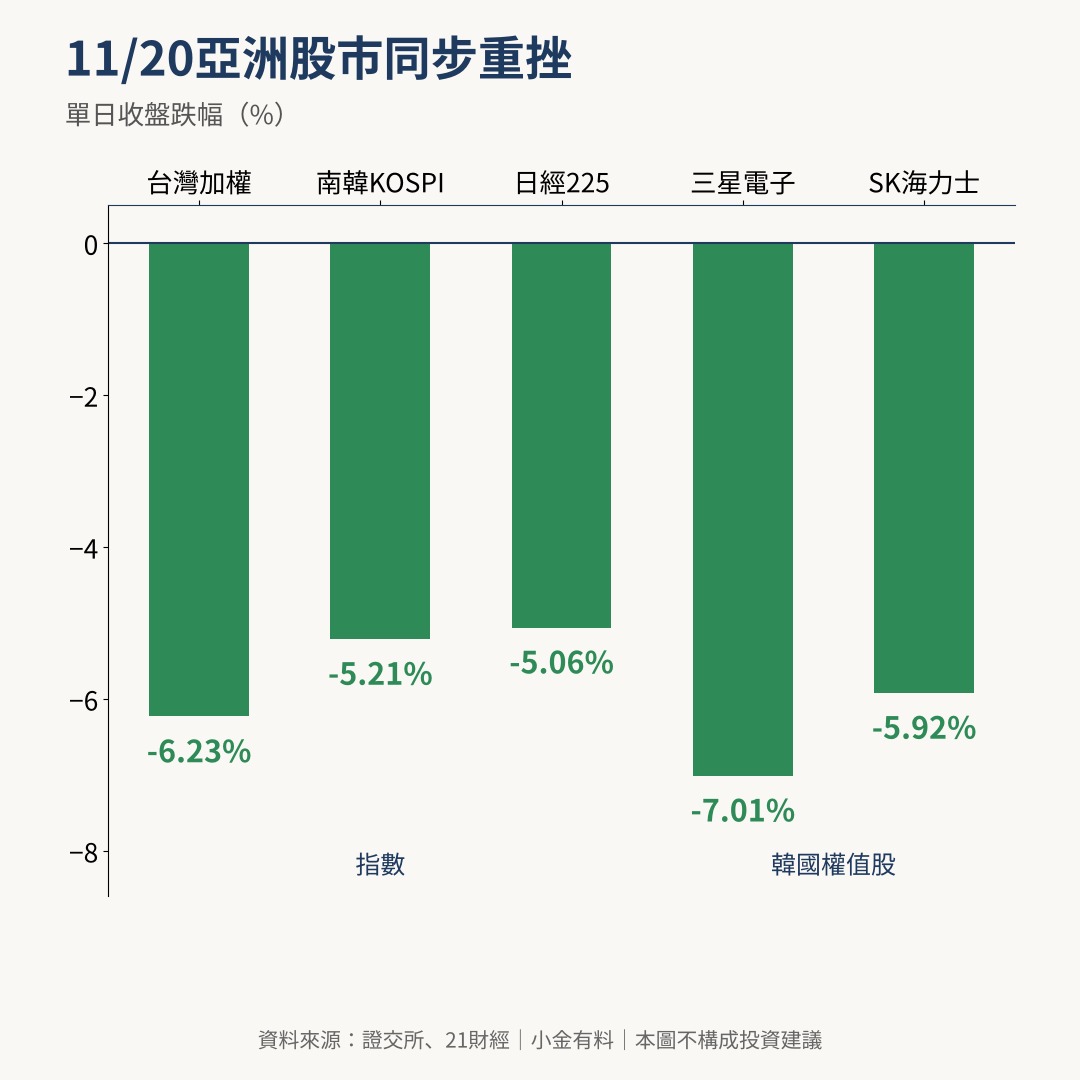 11/20亞洲股市同步重挫
單日收盤跌幅（%）
台灣加權 南韓KOSPI 日經225 三星電子 SK海力士
0
−2
−4
−6
−8
-6.23%
-5.21%
-5.06%
-7.01%
-5.92%
指數 韓國權值股
資料來源：證交所、21財經｜小金有料｜本圖不構成投資建議